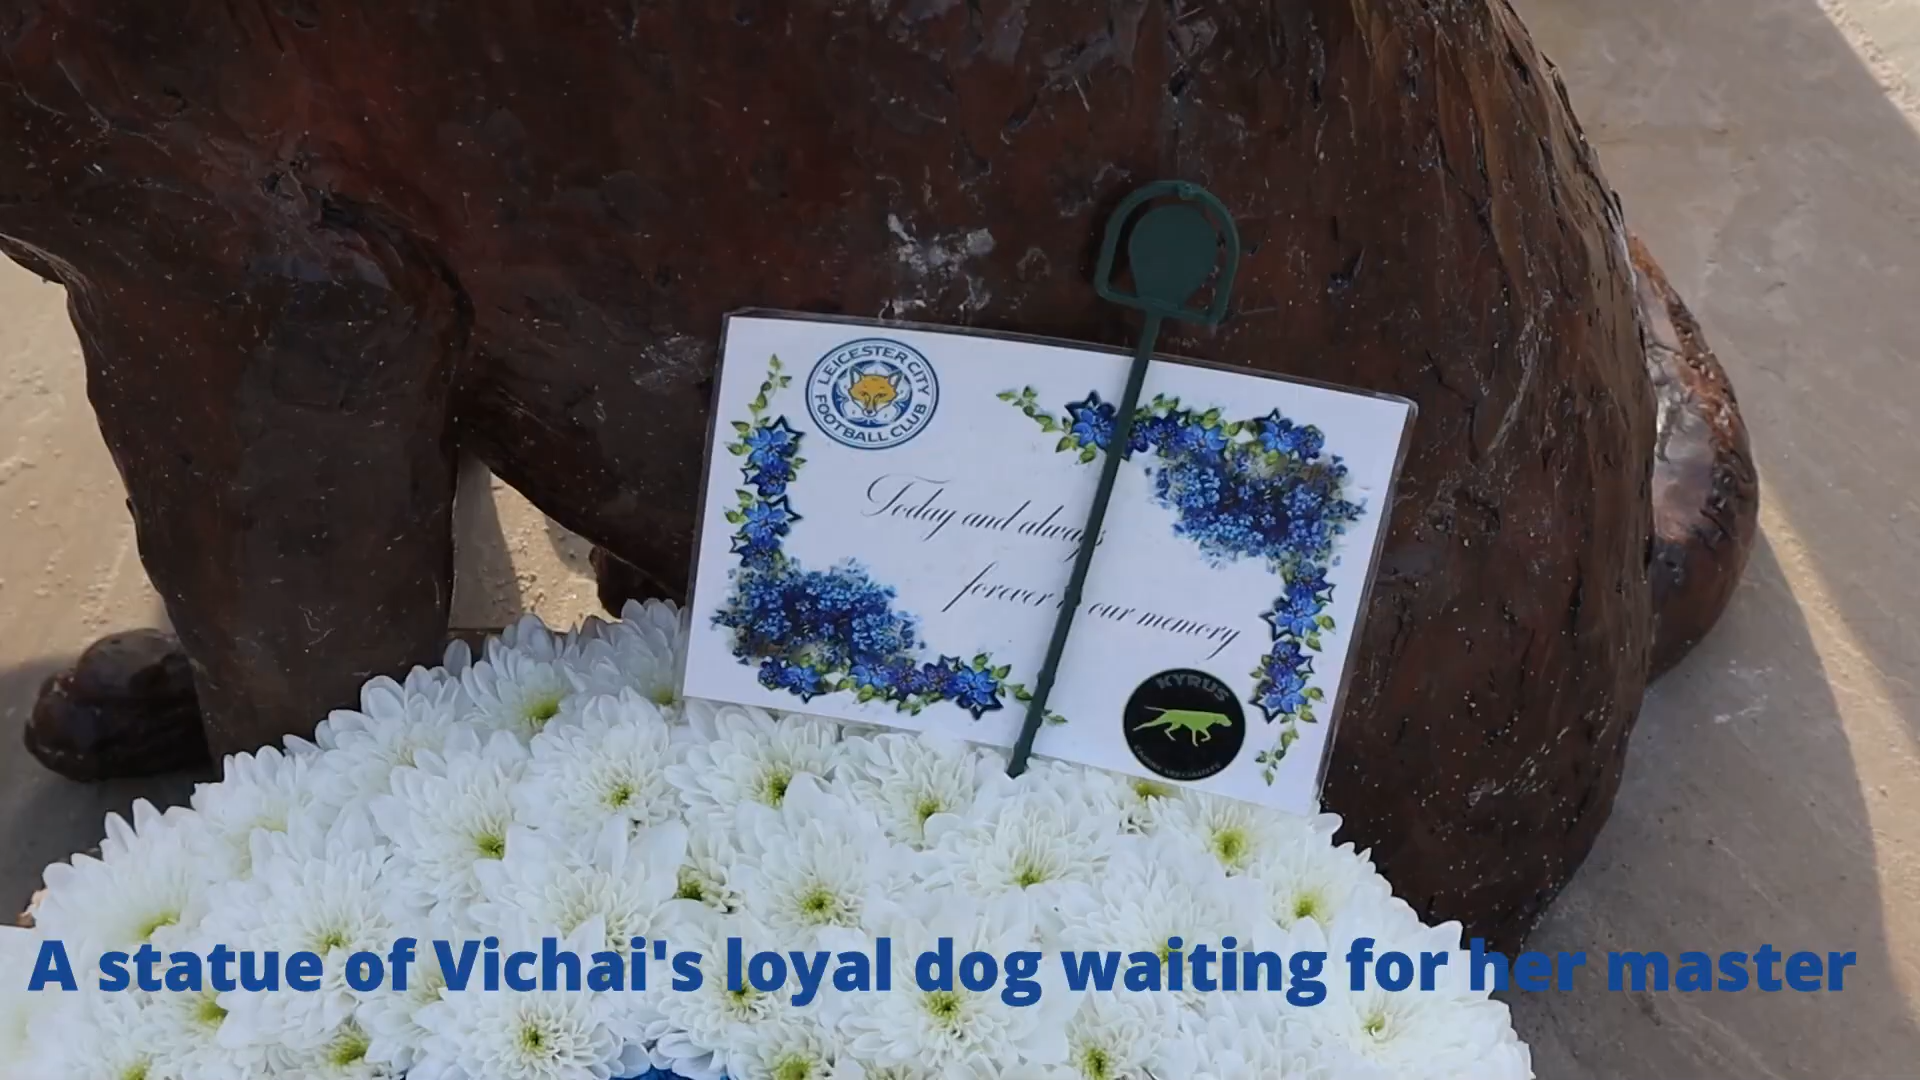 LEICESTER CITY
FOOTBALL CLUB
Today and always
forever our memory
KYRUS
A statue of Vichai's loyal dog waiting for her master